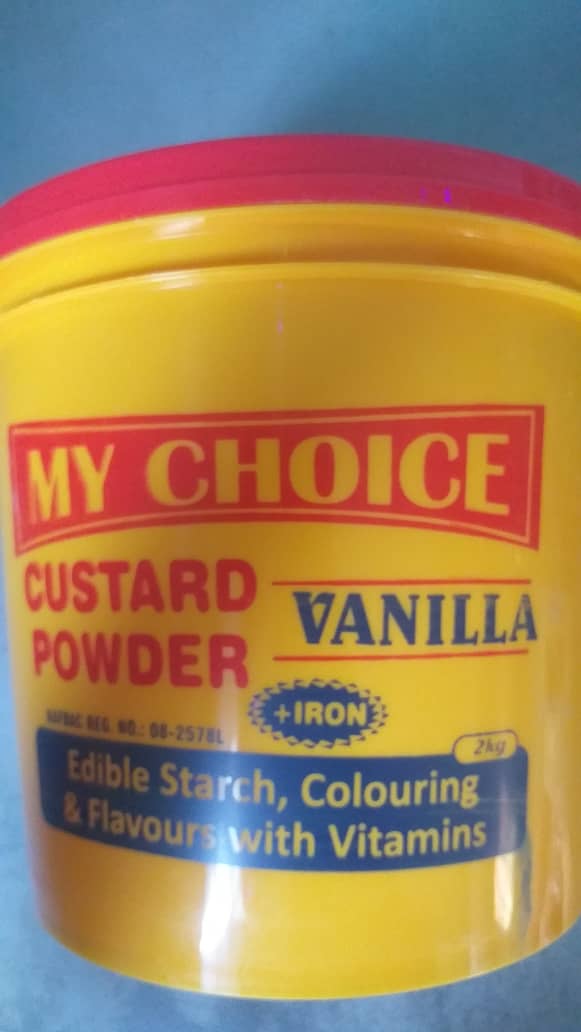 MY CHOICE
CUSTARD
POWDER
VANILLA
+IRON
NAFDAC REG. NO.: 08-2578L
2kg
Edible Starch, Colouring
& Flavours with Vitamins